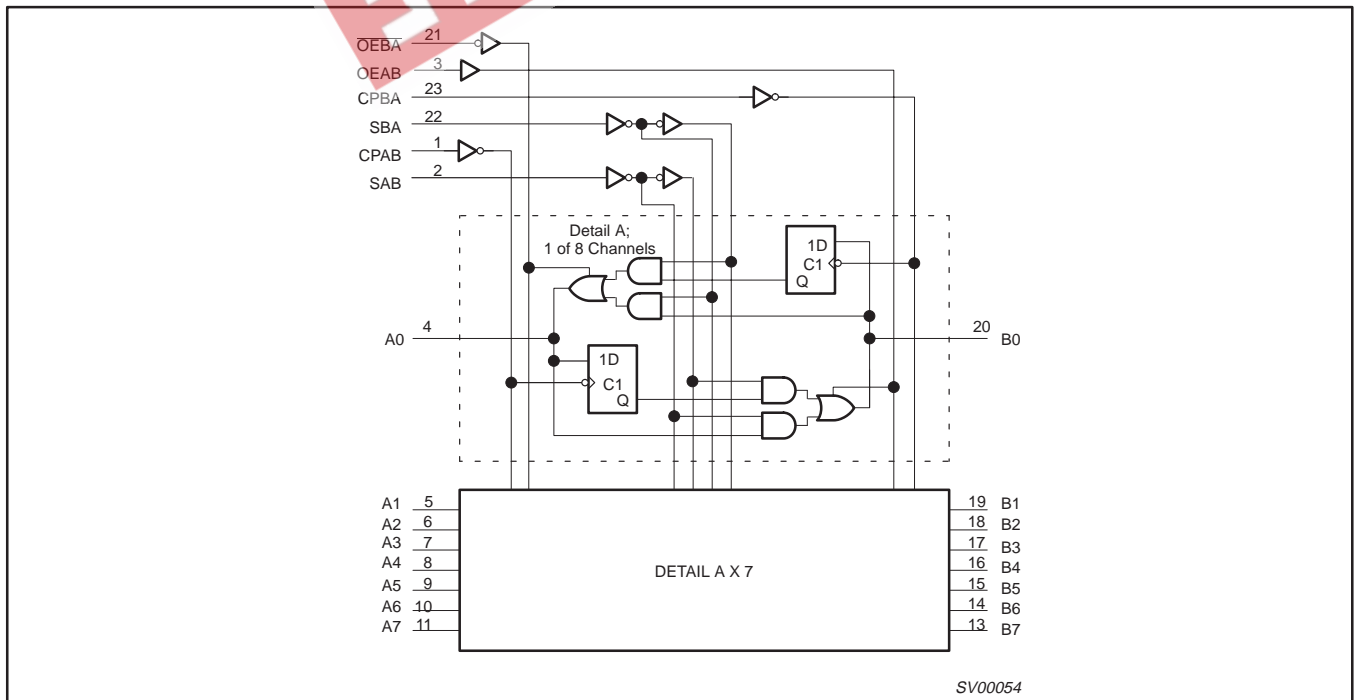 OEBA 21
OEAB 3
CPBA 23
SBA 22
CPAB 1
SAB 2
Detail A;
1 of 8 Channels
1D
C1
Q
A0 4
20 B0
1D
C1
Q
A1 5
19 B1
A2 6
18 B2
A3 7
17 B3
A4 8
16 B4
A5 9
15 B5
A6 10
14 B6
A7 11
13 B7
DETAIL A X 7
SV00054